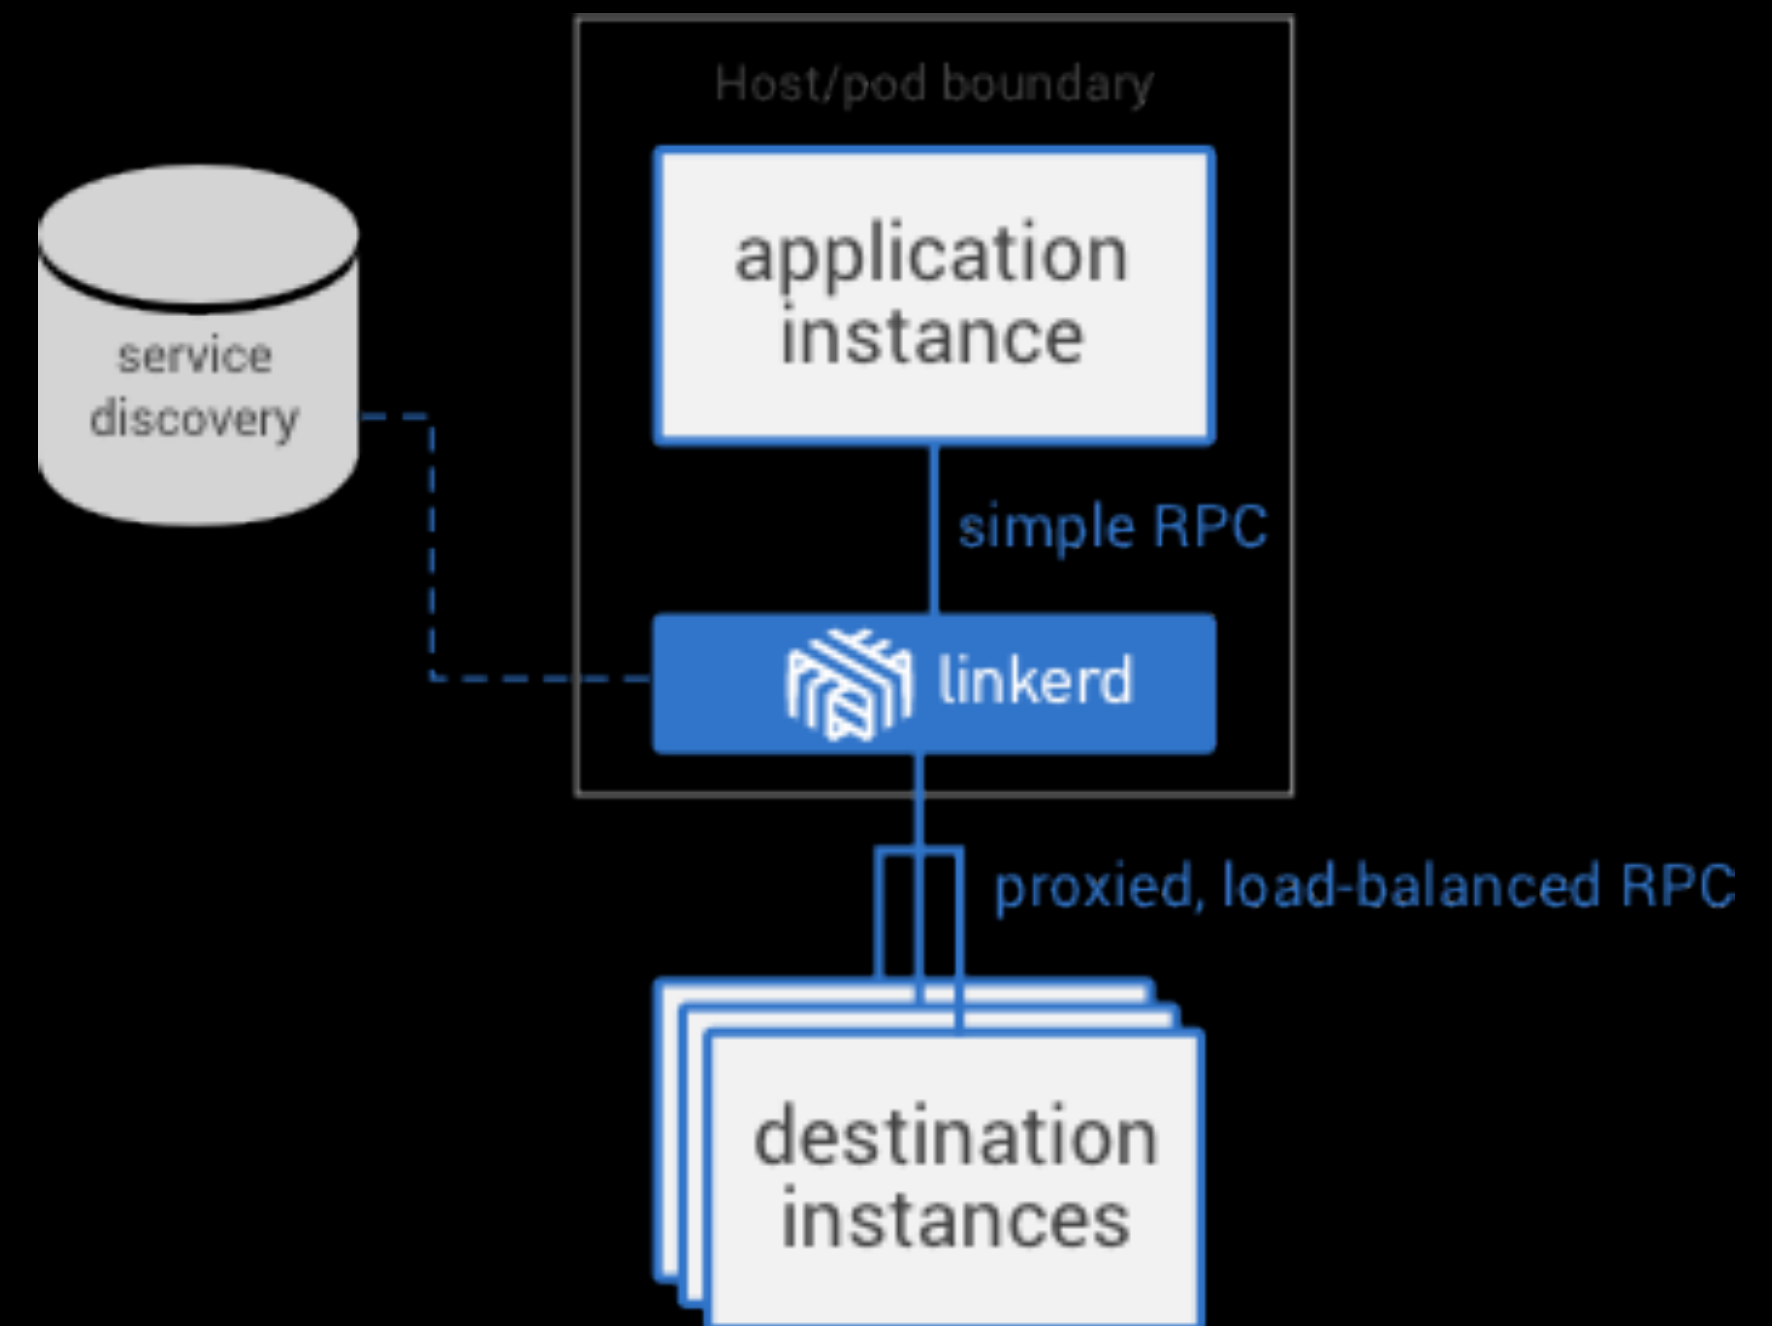 Host/pod boundary
application
instance
service
discovery
simple RPC
linkerd
proxied, load-balanced RPC
destination
instances